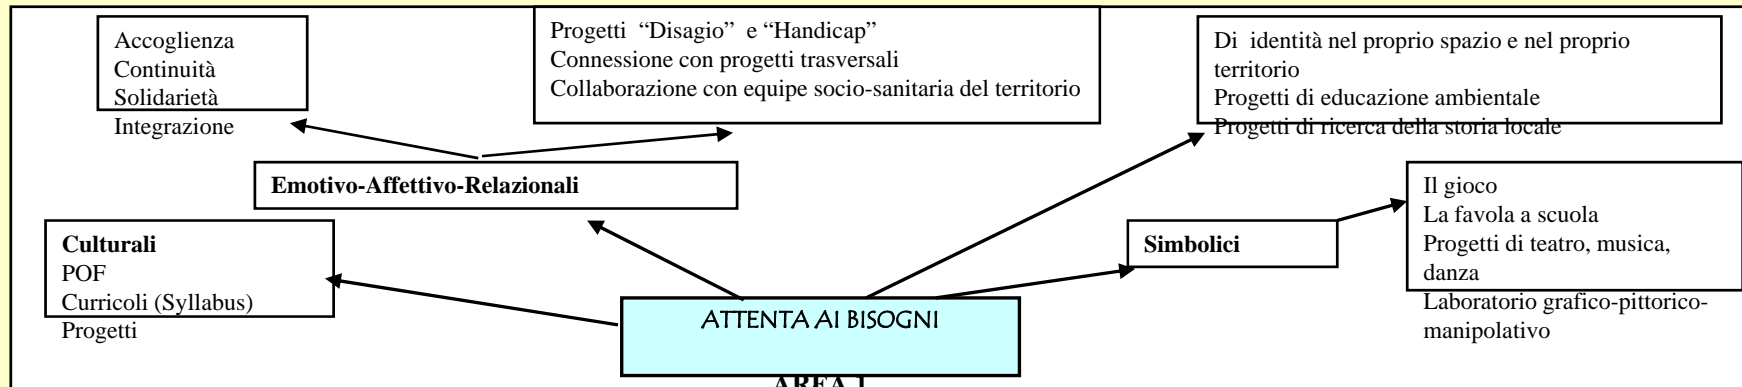 Accoglienza
Continuità
Solidarietà
Integrazione
Progetti “Disagio” e “Handicap”
Connessione con progetti trasversali
Collaborazione con equipe socio-sanitaria del territorio
Di identità nel proprio spazio e nel proprio
territorio
Progetti di educazione ambientale
Progetti di ricerca della storia locale
Emotivo-Affettivo-Relazionali
Il gioco
La favola a scuola
Progetti di teatro, musica,
danza
Laboratorio grafico-pittorico-
manipolativo
Culturali
POF
Curricoli (Syllabus)
Progetti
Simbolici
ATTENTA AI BISOGNI
AREA 1